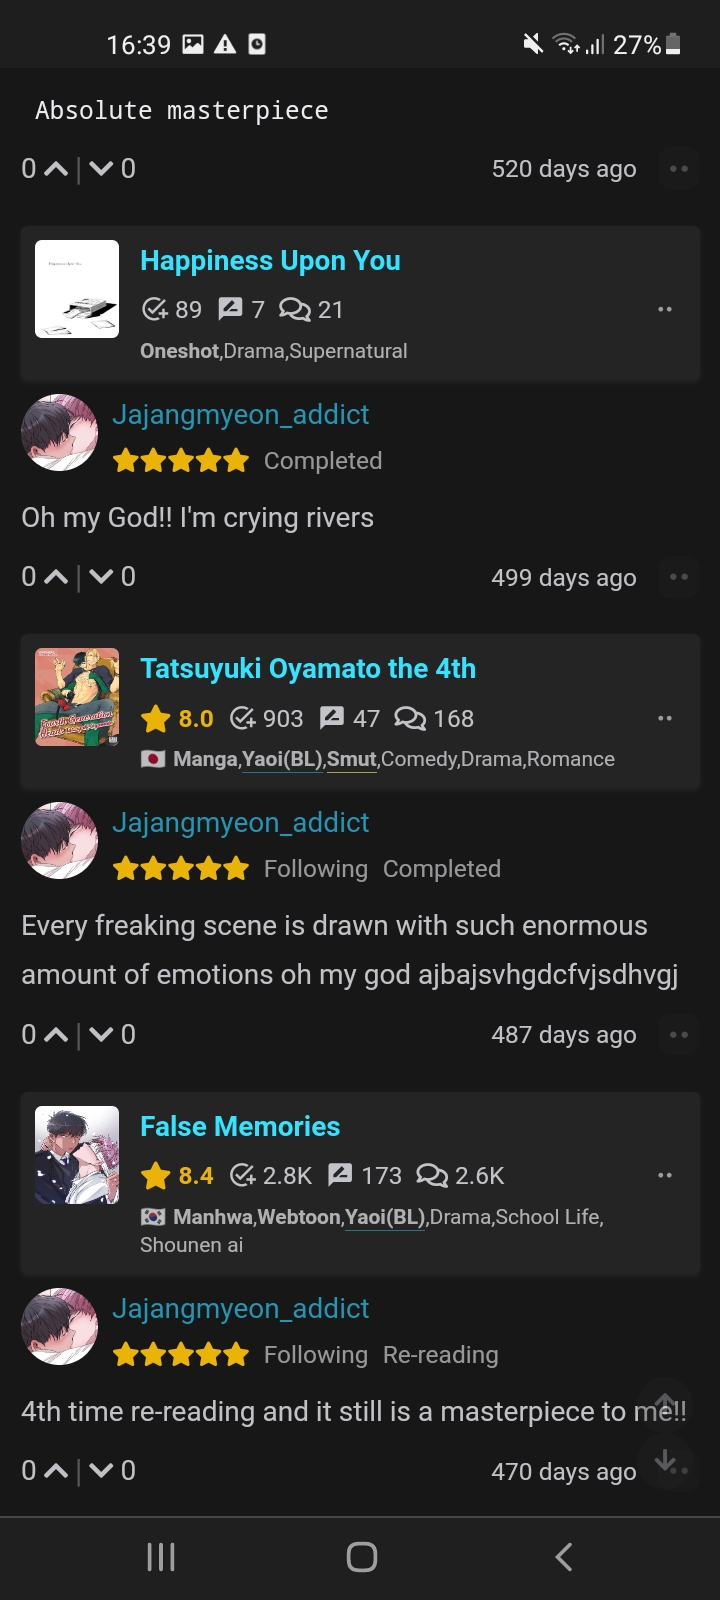 16:39 27%
Absolute masterpiece
0 | 0 520 days ago
Happiness Upon You
89 7 21
Oneshot,Drama,Supernatural
Jajangmyeon_addict
Completed
Oh my God!! I'm crying rivers
0 | 0 499 days ago
Tatsuyuki Oyamato the 4th
8.0 903 47 168
Manga,Yaoi(BL),Smut,Comedy,Drama,Romance
Jajangmyeon_addict
Following Completed
Every freaking scene is drawn with such enormous
amount of emotions oh my god ajbajsvhgdcfvjsdhvgj
0 | 0 487 days ago
False Memories
8.4 2.8K 173 2.6K
Manhwa,Webtoon,Yaoi(BL),Drama,School Life,
Shounen ai
Jajangmyeon_addict
Following Re-reading
4th time re-reading and it still is a masterpiece to me!!
0 | 0 470 days ago